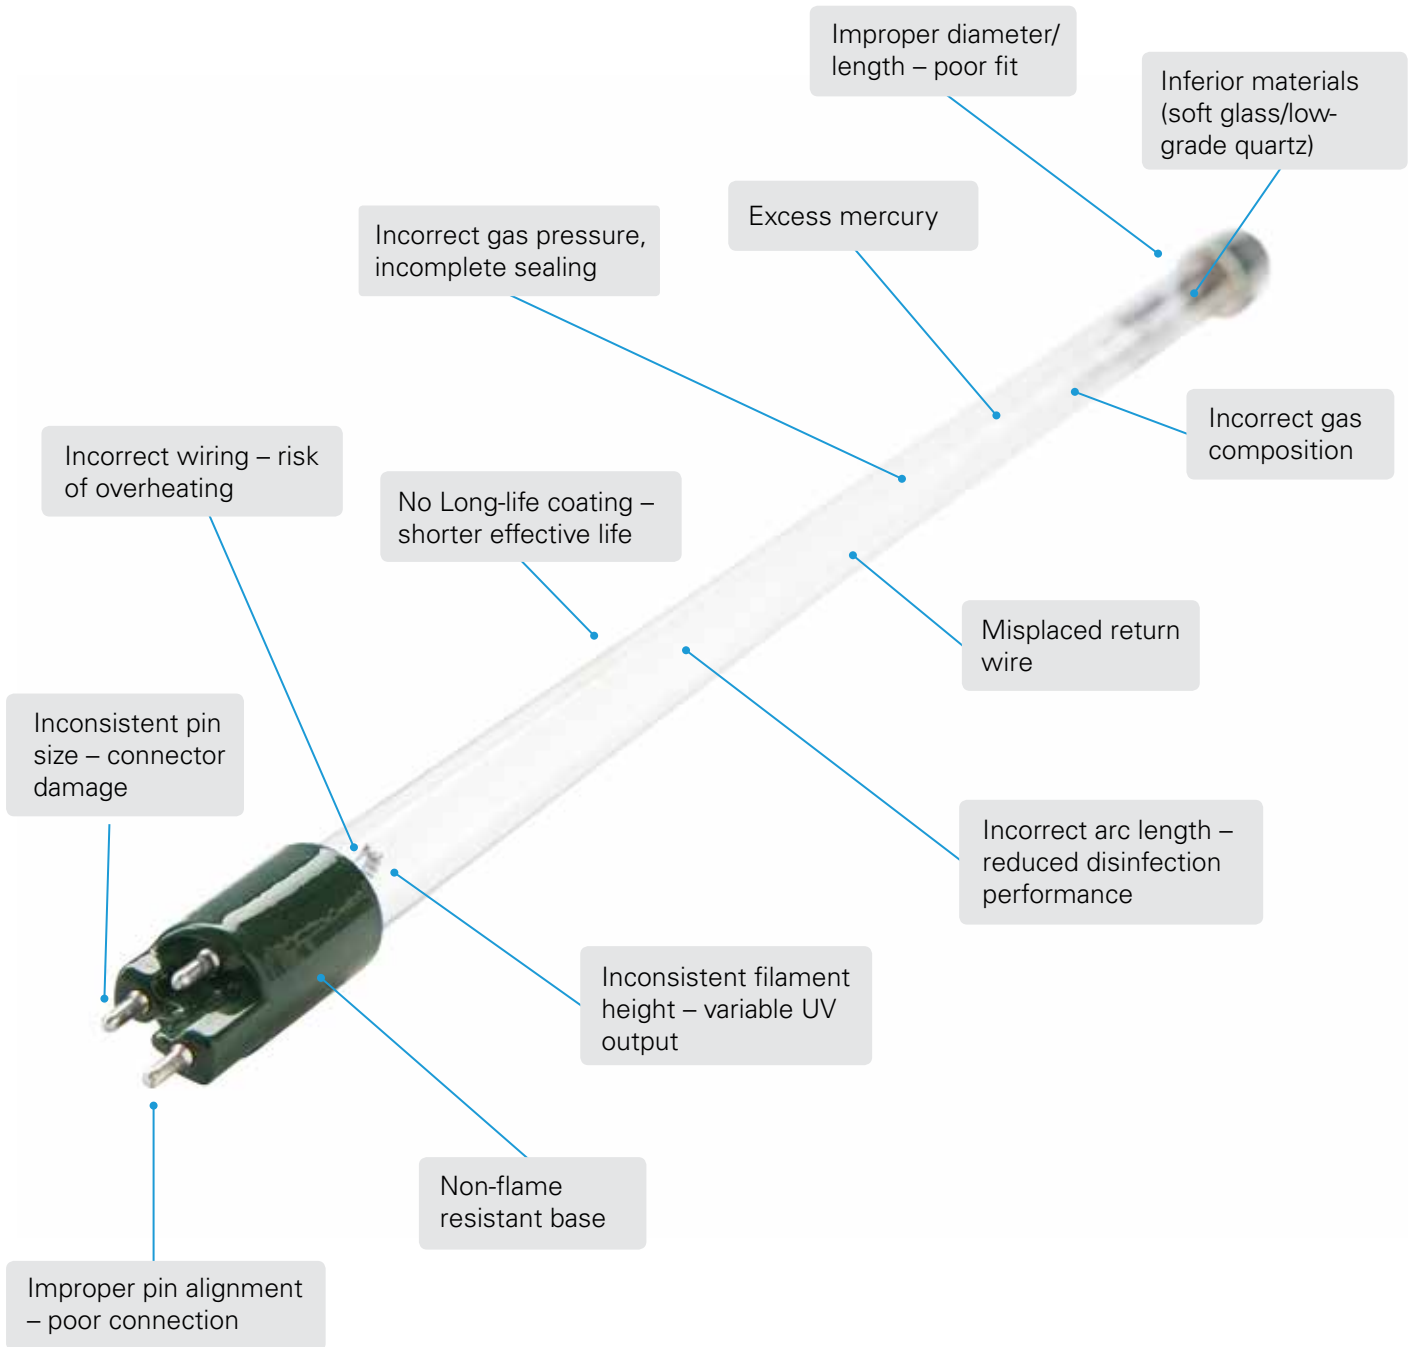 Improper diameter/
length – poor fit
Inferior materials
(soft glass/low-
grade quartz)
Excess mercury
Incorrect gas pressure,
incomplete sealing
Incorrect gas
composition
Incorrect wiring – risk
of overheating
No Long-life coating –
shorter effective life
Misplaced return
wire
Inconsistent pin
size – connector
damage
Incorrect arc length –
reduced disinfection
performance
Inconsistent filament
height – variable UV
output
Non-flame
resistant base
Improper pin alignment
– poor connection